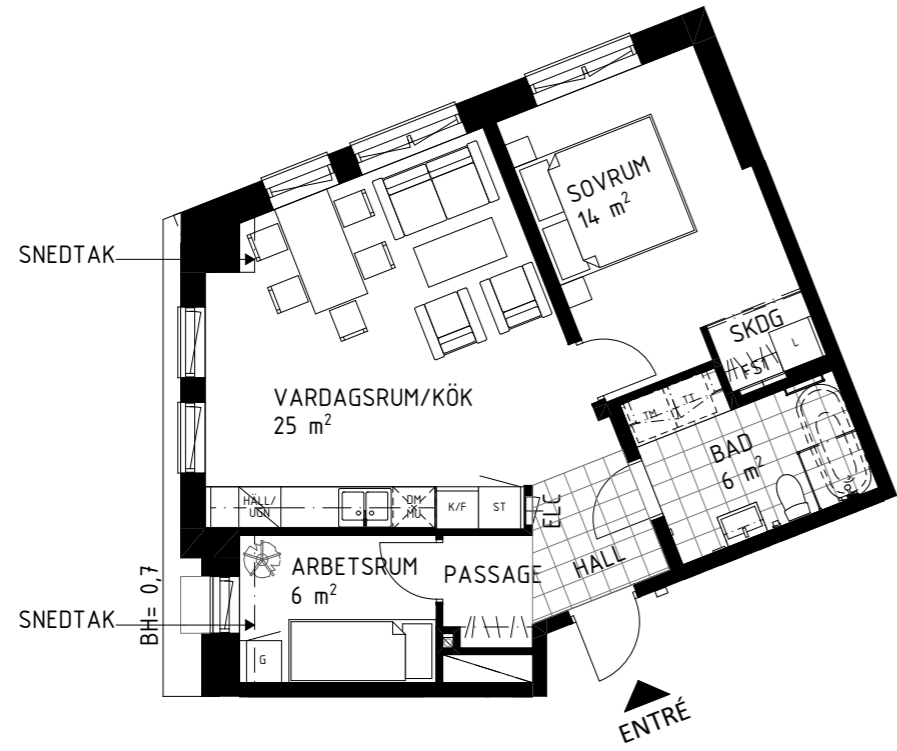 SOVRUM
14 m²
SNEDTAK
SKDG
L
FST
VARDAGSRUM/KÖK
25 m²
TM
TT
BAD
6 m²
HÄLL/
UGN
DM
MU
K/F
ST
ELC
HALL
ARBETSRUM
6 m²
PASSAGE
BH= 0,7
SNEDTAK
G
ENTRÉ